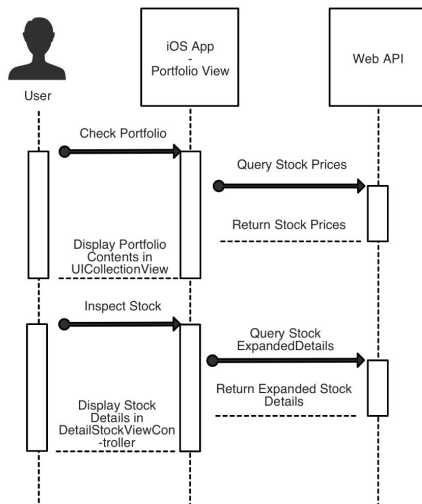 iOS App
-
Portfolio View
Web API
User
Check Portfolio
Query Stock Prices
Return Stock Prices
Display Portfolio
Contents in
UICollectionView
Inspect Stock
Query Stock
ExpandedDetails
Return Expanded Stock
Details
Display Stock
Details in
DetailStockViewCon
-troller